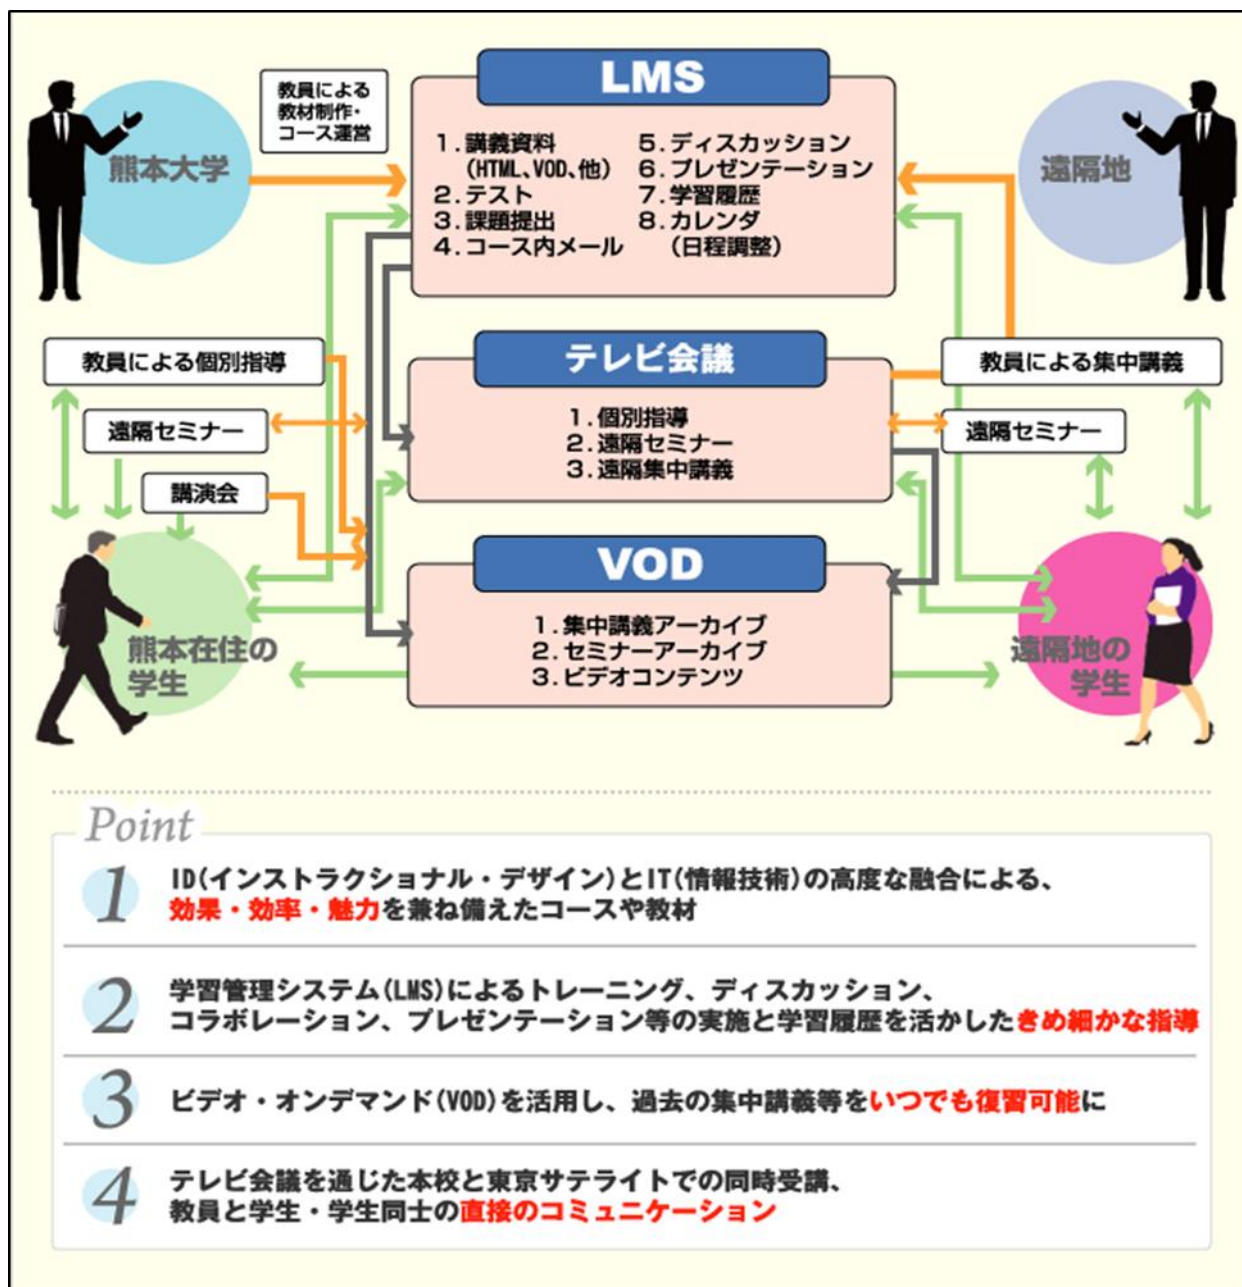 熊本大学
教員による
教材制作・
コース運営
LMS
1.講義資料
(HTML、VOD、他)
2.テスト
3.課題提出
4.コース内メール
5.ディスカッション
6.プレゼンテーション
7.学習履歴
8.カレンダ
(日程調整)
遠隔地
教員による個別指導
遠隔セミナー
講演会
テレビ会議
1.個別指導
2.遠隔セミナー
3.遠隔集中講義
教員による集中講義
遠隔セミナー
熊本在住の
学生
VOD
1.集中講義アーカイブ
2.セミナーアーカイブ
3.ビデオコンテンツ
遠隔地の
学生
Point
1
ID(インストラクショナル・デザイン)とIT(情報技術)の高度な融合による、
効果・効率・魅力を兼ね備えたコースや教材
2
学習管理システム(LMS)によるトレーニング、ディスカッション、
コラボレーション、プレゼンテーション等の実施と学習履歴を活かしたきめ細かな指導
3
ビデオ・オンデマンド(VOD)を活用し、過去の集中講義等をいつでも復習可能に
4
テレビ会議を通じた本校と東京サテライトでの同時受講、
教員と学生・学生同士の直接のコミュニケーション